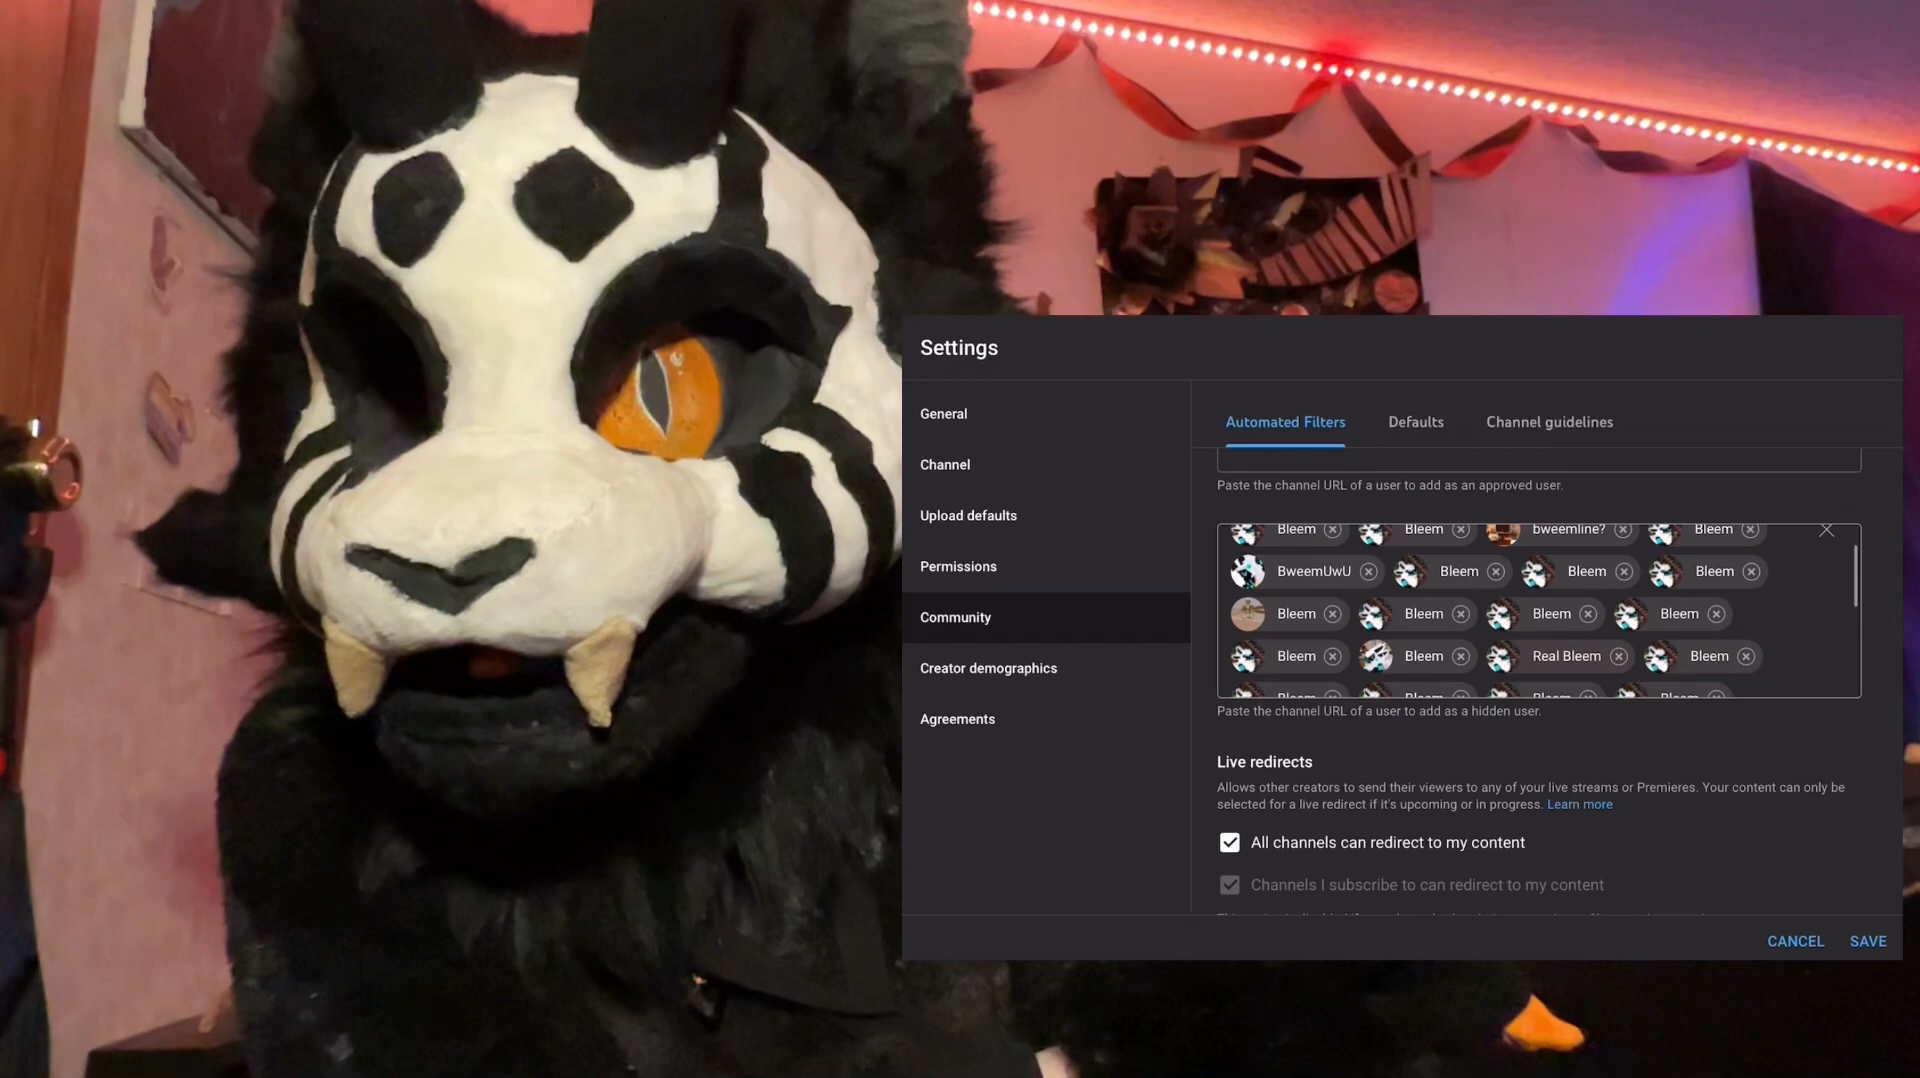 Settings
General
Channel
Upload defaults
Permissions
Community
Creator demographics
Agreements
Automated Filters Defaults Channel guidelines
Paste the channel URL of a user to add as an approved user.
Bleem Bleem bweemline? Bleem
BweemUwU Bleem Bleem Bleem
Bleem Bleem Bleem Bleem
Bleem Bleem Real Bleem Bleem
Bleem Bleem Bleem Bleem
Paste the channel URL of a user to add as a hidden user.
Live redirects
Allows other creators to send their viewers to any of your live streams or Premieres. Your content can only be
selected for a live redirect if it's upcoming or in progress. Learn more
All channels can redirect to my content
Channels I subscribe to can redirect to my content
CANCEL SAVE